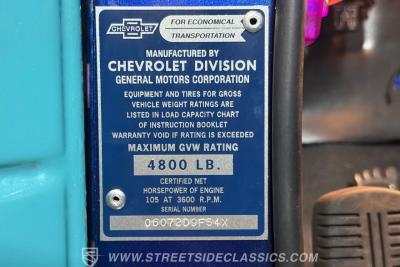 CHEVROLET
FOR ECONOMICAL
TRANSPORTATION
MANUFACTURED BY
CHEVROLET DIVISION
GENERAL MOTORS CORPORATION
EQUIPMENT AND TIRES FOR GROSS
VEHICLE WEIGHT RATINGS ARE
LISTED IN LOAD CAPACITY CHART
OF INSTRUCTION BOOKLET
WARRANTY VOID IF RATING IS EXCEEDED
MAXIMUM GVW RATING
4800 LB.
CERTIFIED NET
HORSEPOWER OF ENGINE
105 AT 3600 R.P.M.
SERIAL NUMBER
06072D9F54X
WWW.STREETSIDECLASSICS.COM